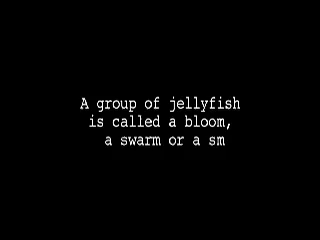 A group of jellyfish
is called a bloom,
a swarm or a sm